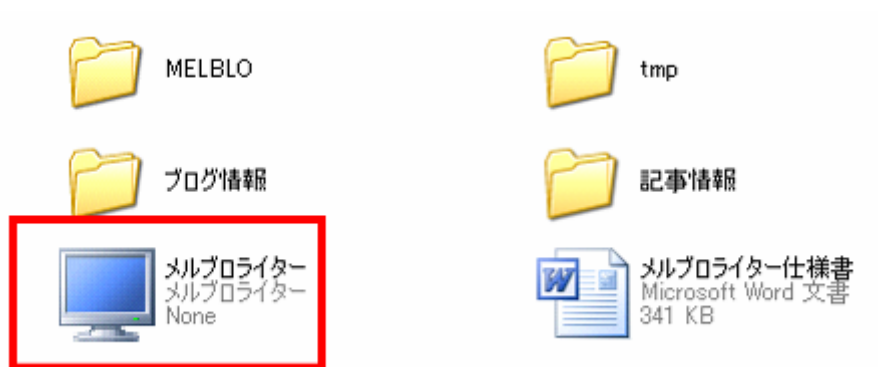 MELBLO
tmp
ブログ情報
記事情報
メルブロライター
メルブロライター
None
メルブロライター仕様書
Microsoft Word 文書
341 KB